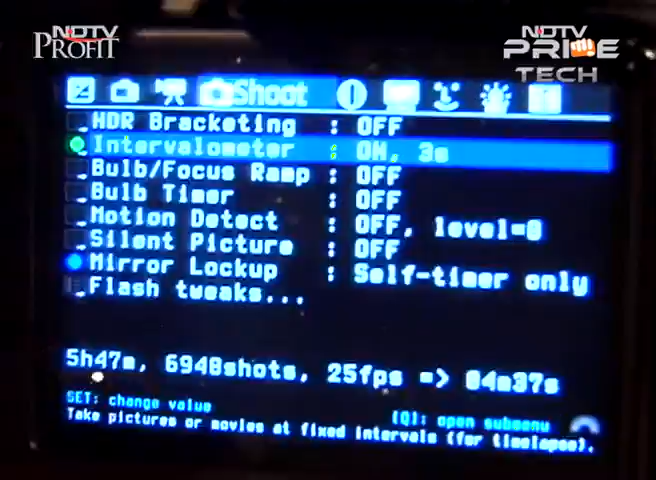 NDTV
PROFIT
NDTV
PRIME
TECH
Shoot
HDR Bracketing : OFF
Intervalometer : ON, 3s
Bulb/Focus Ramp : OFF
Bulb Timer : OFF
Motion Detect : OFF, level=8
Silent Picture : OFF
Mirror Lockup : Self-timer only
Flash tweaks...
5h47m, 6948shots, 25fps => 04m37s
SET: change value
[Q]: open submenu
Take pictures or movies at fixed intervals (for timelapse).